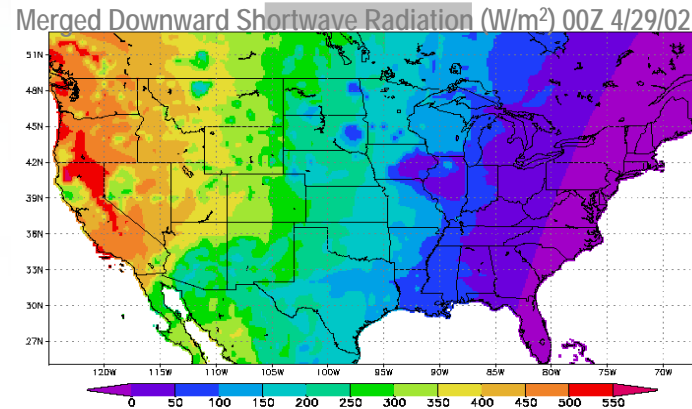 Merged Downward Shortwave Radiation (W/m²) 00Z 4/29/02
51N
48N
45N
42N
39N
36N
33N
30N
27N
120W 115W 110W 105W 100W 95W 90W 85W 80W 75W 70W
0 50 100 150 200 250 300 350 400 450 500 550